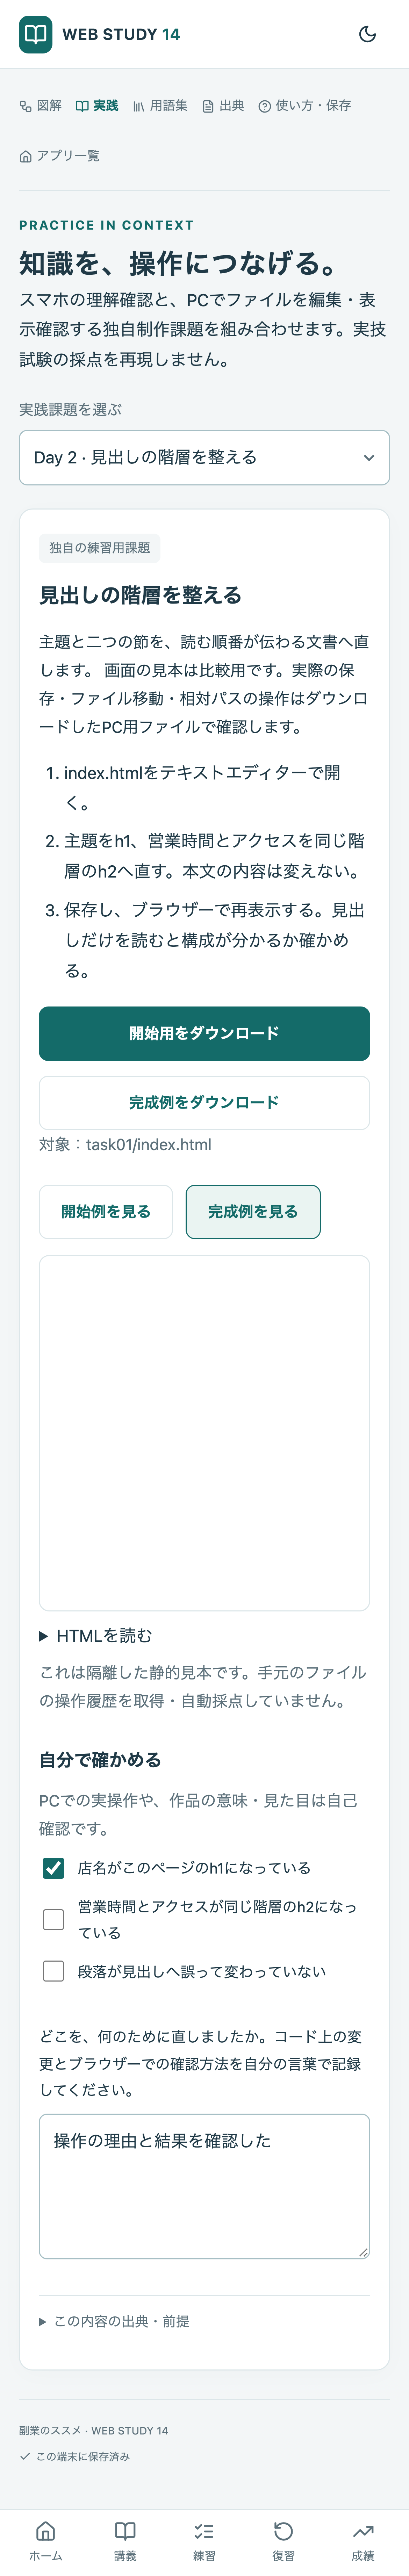 WEB STUDY 14
図解 実践 用語集 出典 使い方・保存
アプリ一覧
PRACTICE IN CONTEXT
知識を、操作につなげる。
スマホの理解確認と、PCでファイルを編集・表
示確認する独自制作課題を組み合わせます。実技
試験の採点を再現しません。
実践課題を選ぶ
Day 2 · 見出しの階層を整える
独自の練習用課題
見出しの階層を整える
主題と二つの節を、読む順番が伝わる文書へ直
します。 画面の見本は比較用です。実際の保
存・ファイル移動・相対パスの操作はダウンロ
ードしたPC用ファイルで確認します。
1. index.htmlをテキストエディターで開
く。
2. 主題をh1、営業時間とアクセスを同じ階
層のh2へ直す。本文の内容は変えない。
3. 保存し、ブラウザーで再表示する。見出
しだけを読むと構成が分かるか確かめ
る。
開始用をダウンロード
完成例をダウンロード
対象：task01/index.html
開始例を見る 完成例を見る
HTMLを読む
これは隔離した静的見本です。手元のファイル
の操作履歴を取得・自動採点していません。
自分で確かめる
PCでの実操作や、作品の意味・見た目は自己
確認です。
店名がこのページのh1になっている
営業時間とアクセスが同じ階層のh2になっ
ている
段落が見出しへ誤って変わっていない
どこを、何のために直しましたか。コード上の変
更とブラウザーでの確認方法を自分の言葉で記録
してください。
操作の理由と結果を確認した
この内容の出典・前提
副業のススメ · WEB STUDY 14
この端末に保存済み
ホーム 講義 練習 復習 成績